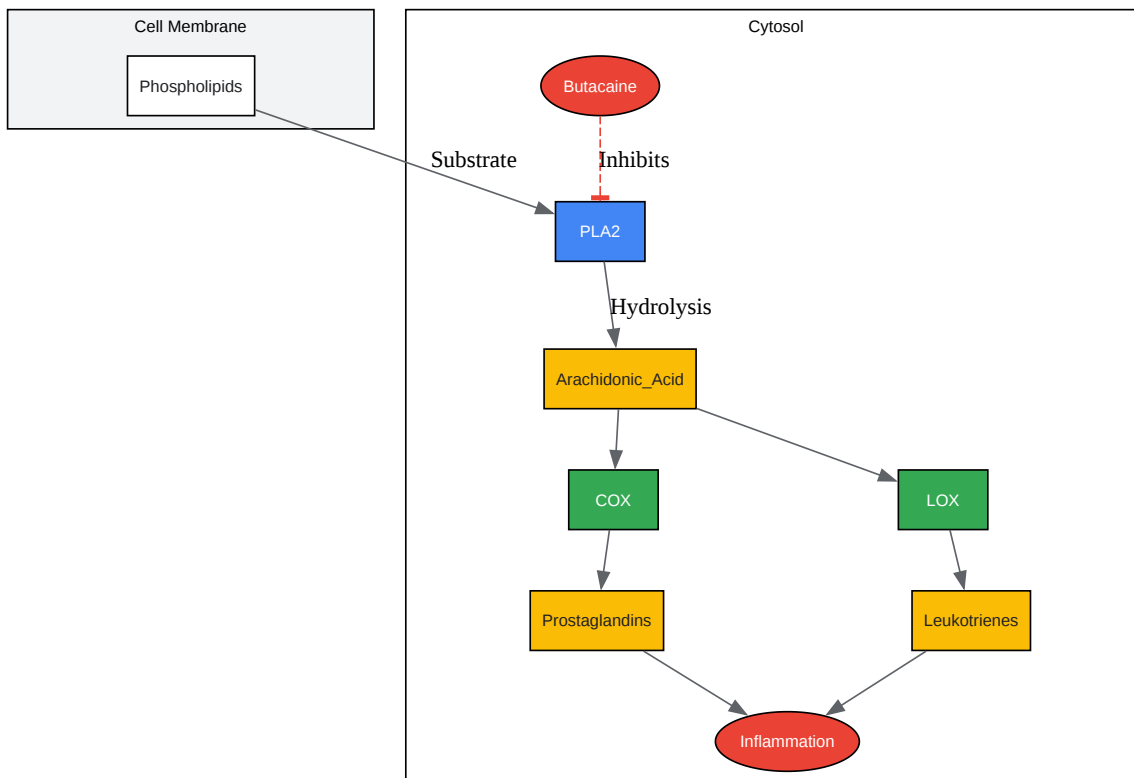 Cell Membrane
Cytosol
Phospholipids
Butacaine
Substrate
Inhibits
PLA2
Hydrolysis
Arachidonic_Acid
COX
LOX
Prostaglandins
Leukotrienes
Inflammation